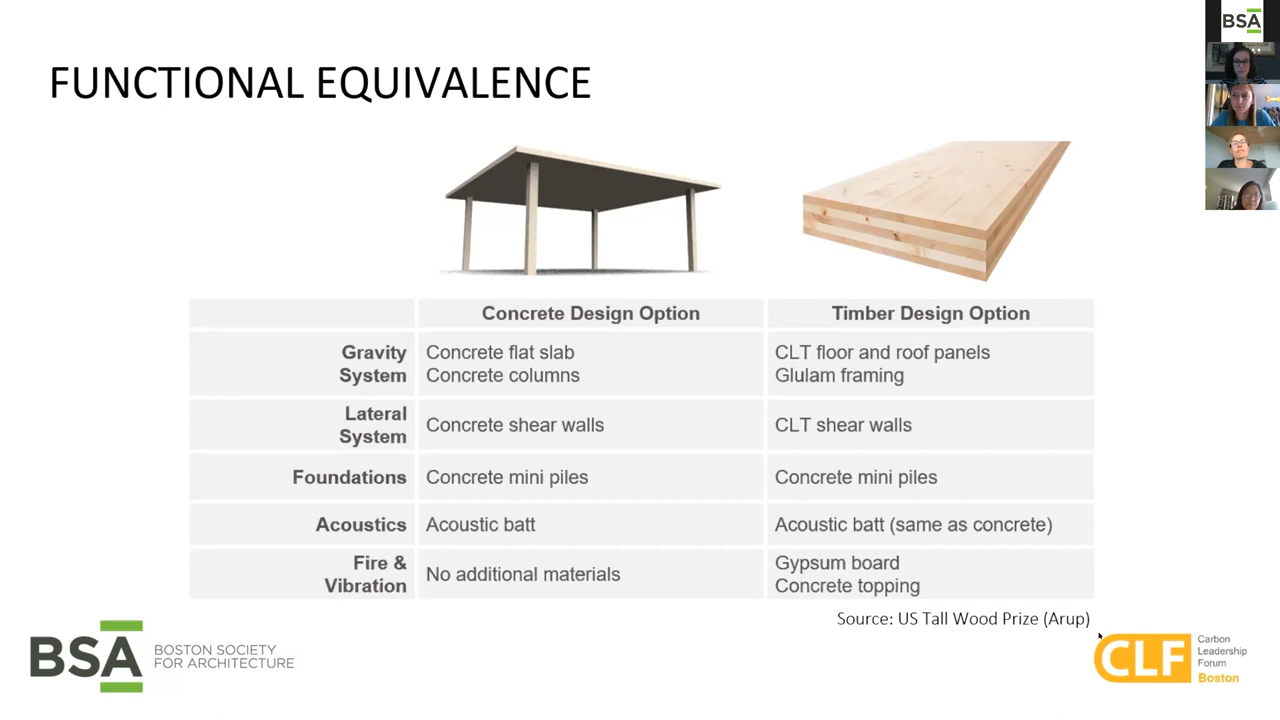 BSA
FUNCTIONAL EQUIVALENCE
Concrete Design Option
Timber Design Option
Gravity System
Concrete flat slab
Concrete columns
CLT floor and roof panels
Glulam framing
Lateral System
Concrete shear walls
CLT shear walls
Foundations
Concrete mini piles
Concrete mini piles
Acoustics
Acoustic batt
Acoustic batt (same as concrete)
Fire & Vibration
No additional materials
Gypsum board
Concrete topping
Source: US Tall Wood Prize (Arup)
BSA
BOSTON SOCIETY
FOR ARCHITECTURE
CLF
Carbon
Leadership
Forum
Boston